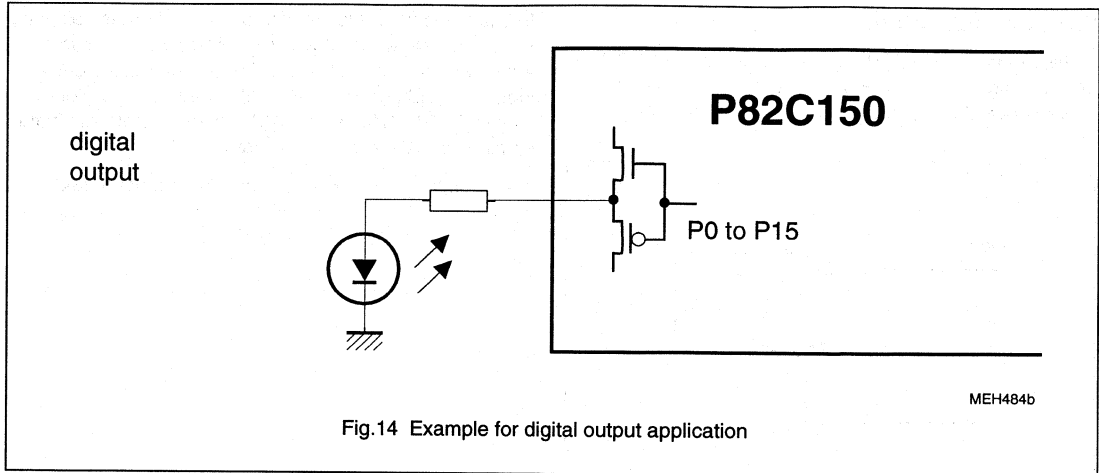 P82C150
digital
output
P0 to P15
MEH484b
Fig.14 Example for digital output application